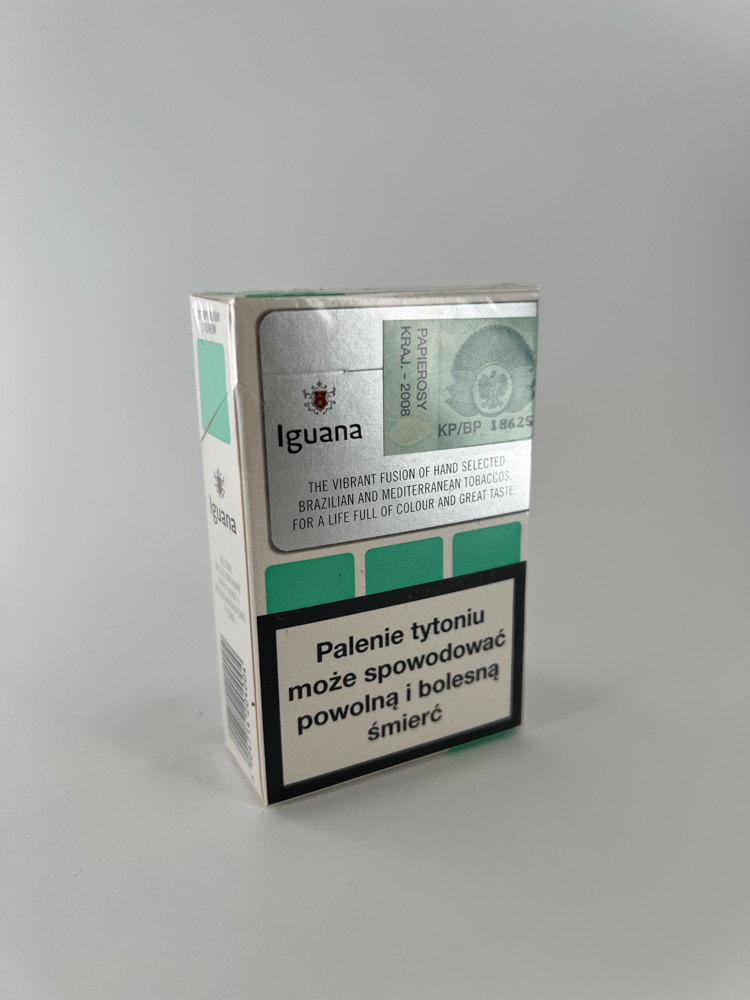 Iguana
PAPIEROSY
KRAJ. - 2008
KP/BP 18625
THE VIBRANT FUSION OF HAND SELECTED
BRAZILIAN AND MEDITERRANEAN TOBACCOS.
FOR A LIFE FULL OF COLOUR AND GREAT TASTE.
Palenie tytoniu
może spowodować
powolną i bolesną
śmierć
Iguana